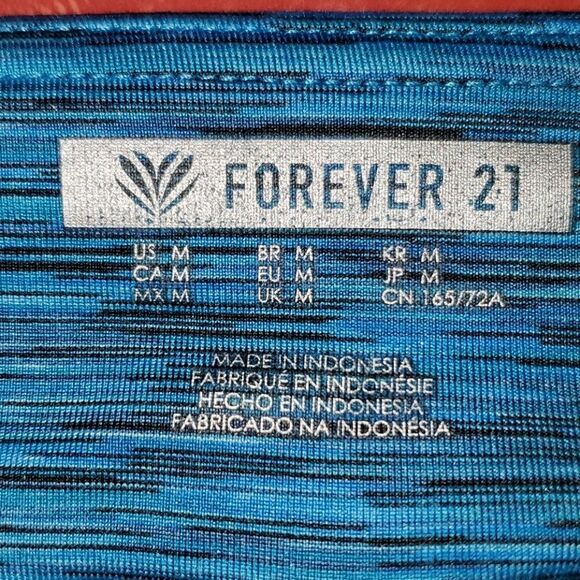 FOREVER 21
US M BR M KR M
CA M EU M JP M
MX M UK M CN 165/72A
MADE IN INDONESIA
FABRIQUÉ EN INDONÉSIE
HECHO EN INDONESIA
FABRICADO NA INDONÉSIA